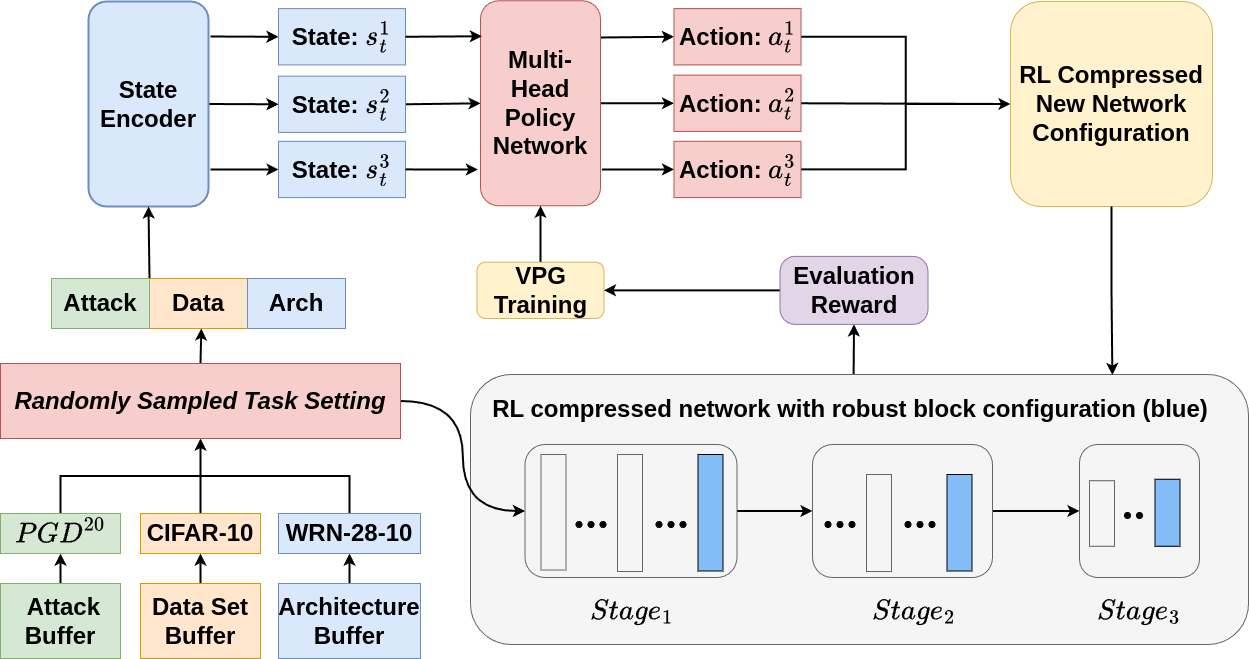 State
Encoder
State: s_t^1
State: s_t^2
State: s_t^3
Multi-
Head
Policy
Network
Action: a_t^1
Action: a_t^2
Action: a_t^3
RL Compressed
New Network
Configuration
VPG
Training
Evaluation
Reward
Attack
Data
Arch
Randomly Sampled Task Setting
PGD^20
CIFAR-10
WRN-28-10
Attack
Buffer
Data Set
Buffer
Architecture
Buffer
RL compressed network with robust block configuration (blue)
Stage_1
Stage_2
Stage_3